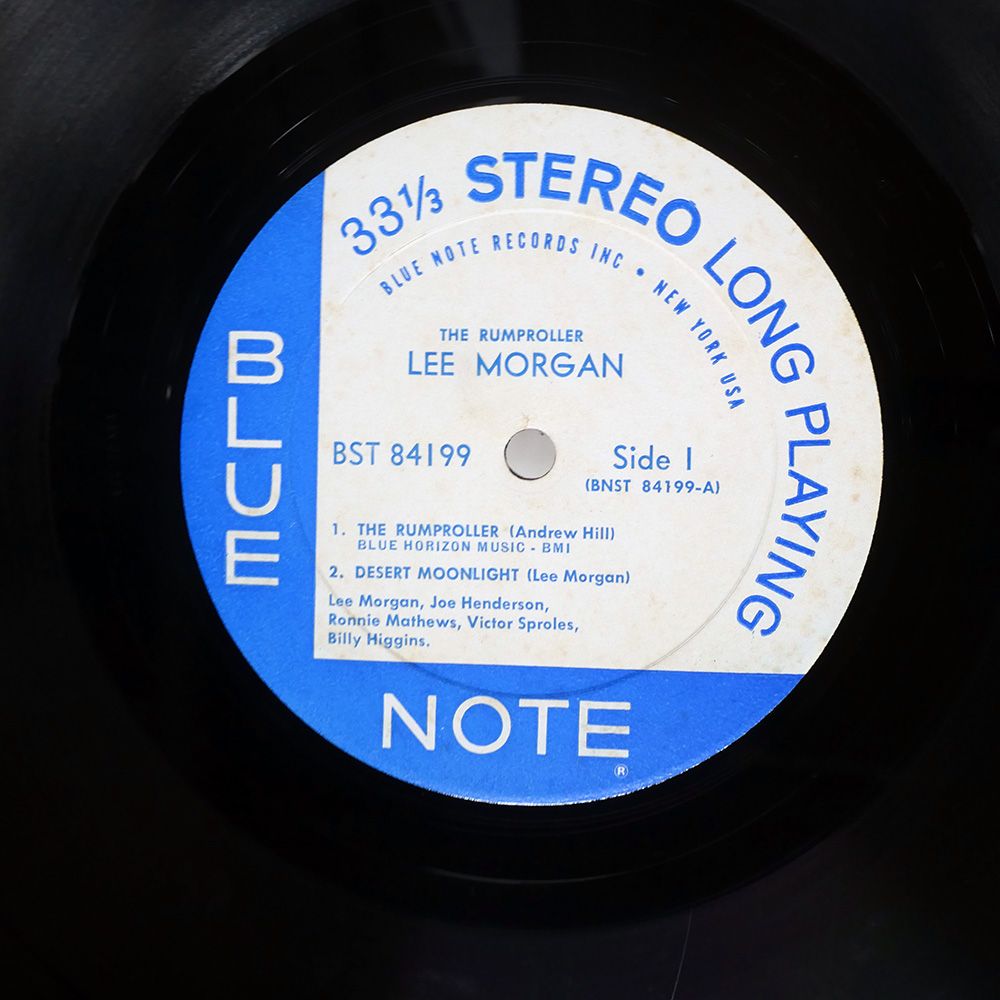 33⅓ STEREO LONG PLAYING
BLUE NOTE RECORDS INC • NEW YORK USA
THE RUMPROLLER
LEE MORGAN
BST 84199
Side 1
(BNST 84199-A)
1. THE RUMPROLLER (Andrew Hill)
BLUE HORIZON MUSIC - BMI
2. DESERT MOONLIGHT (Lee Morgan)
Lee Morgan, Joe Henderson,
Ronnie Mathews, Victor Sproles,
Billy Higgins.
BLUE
NOTE
®